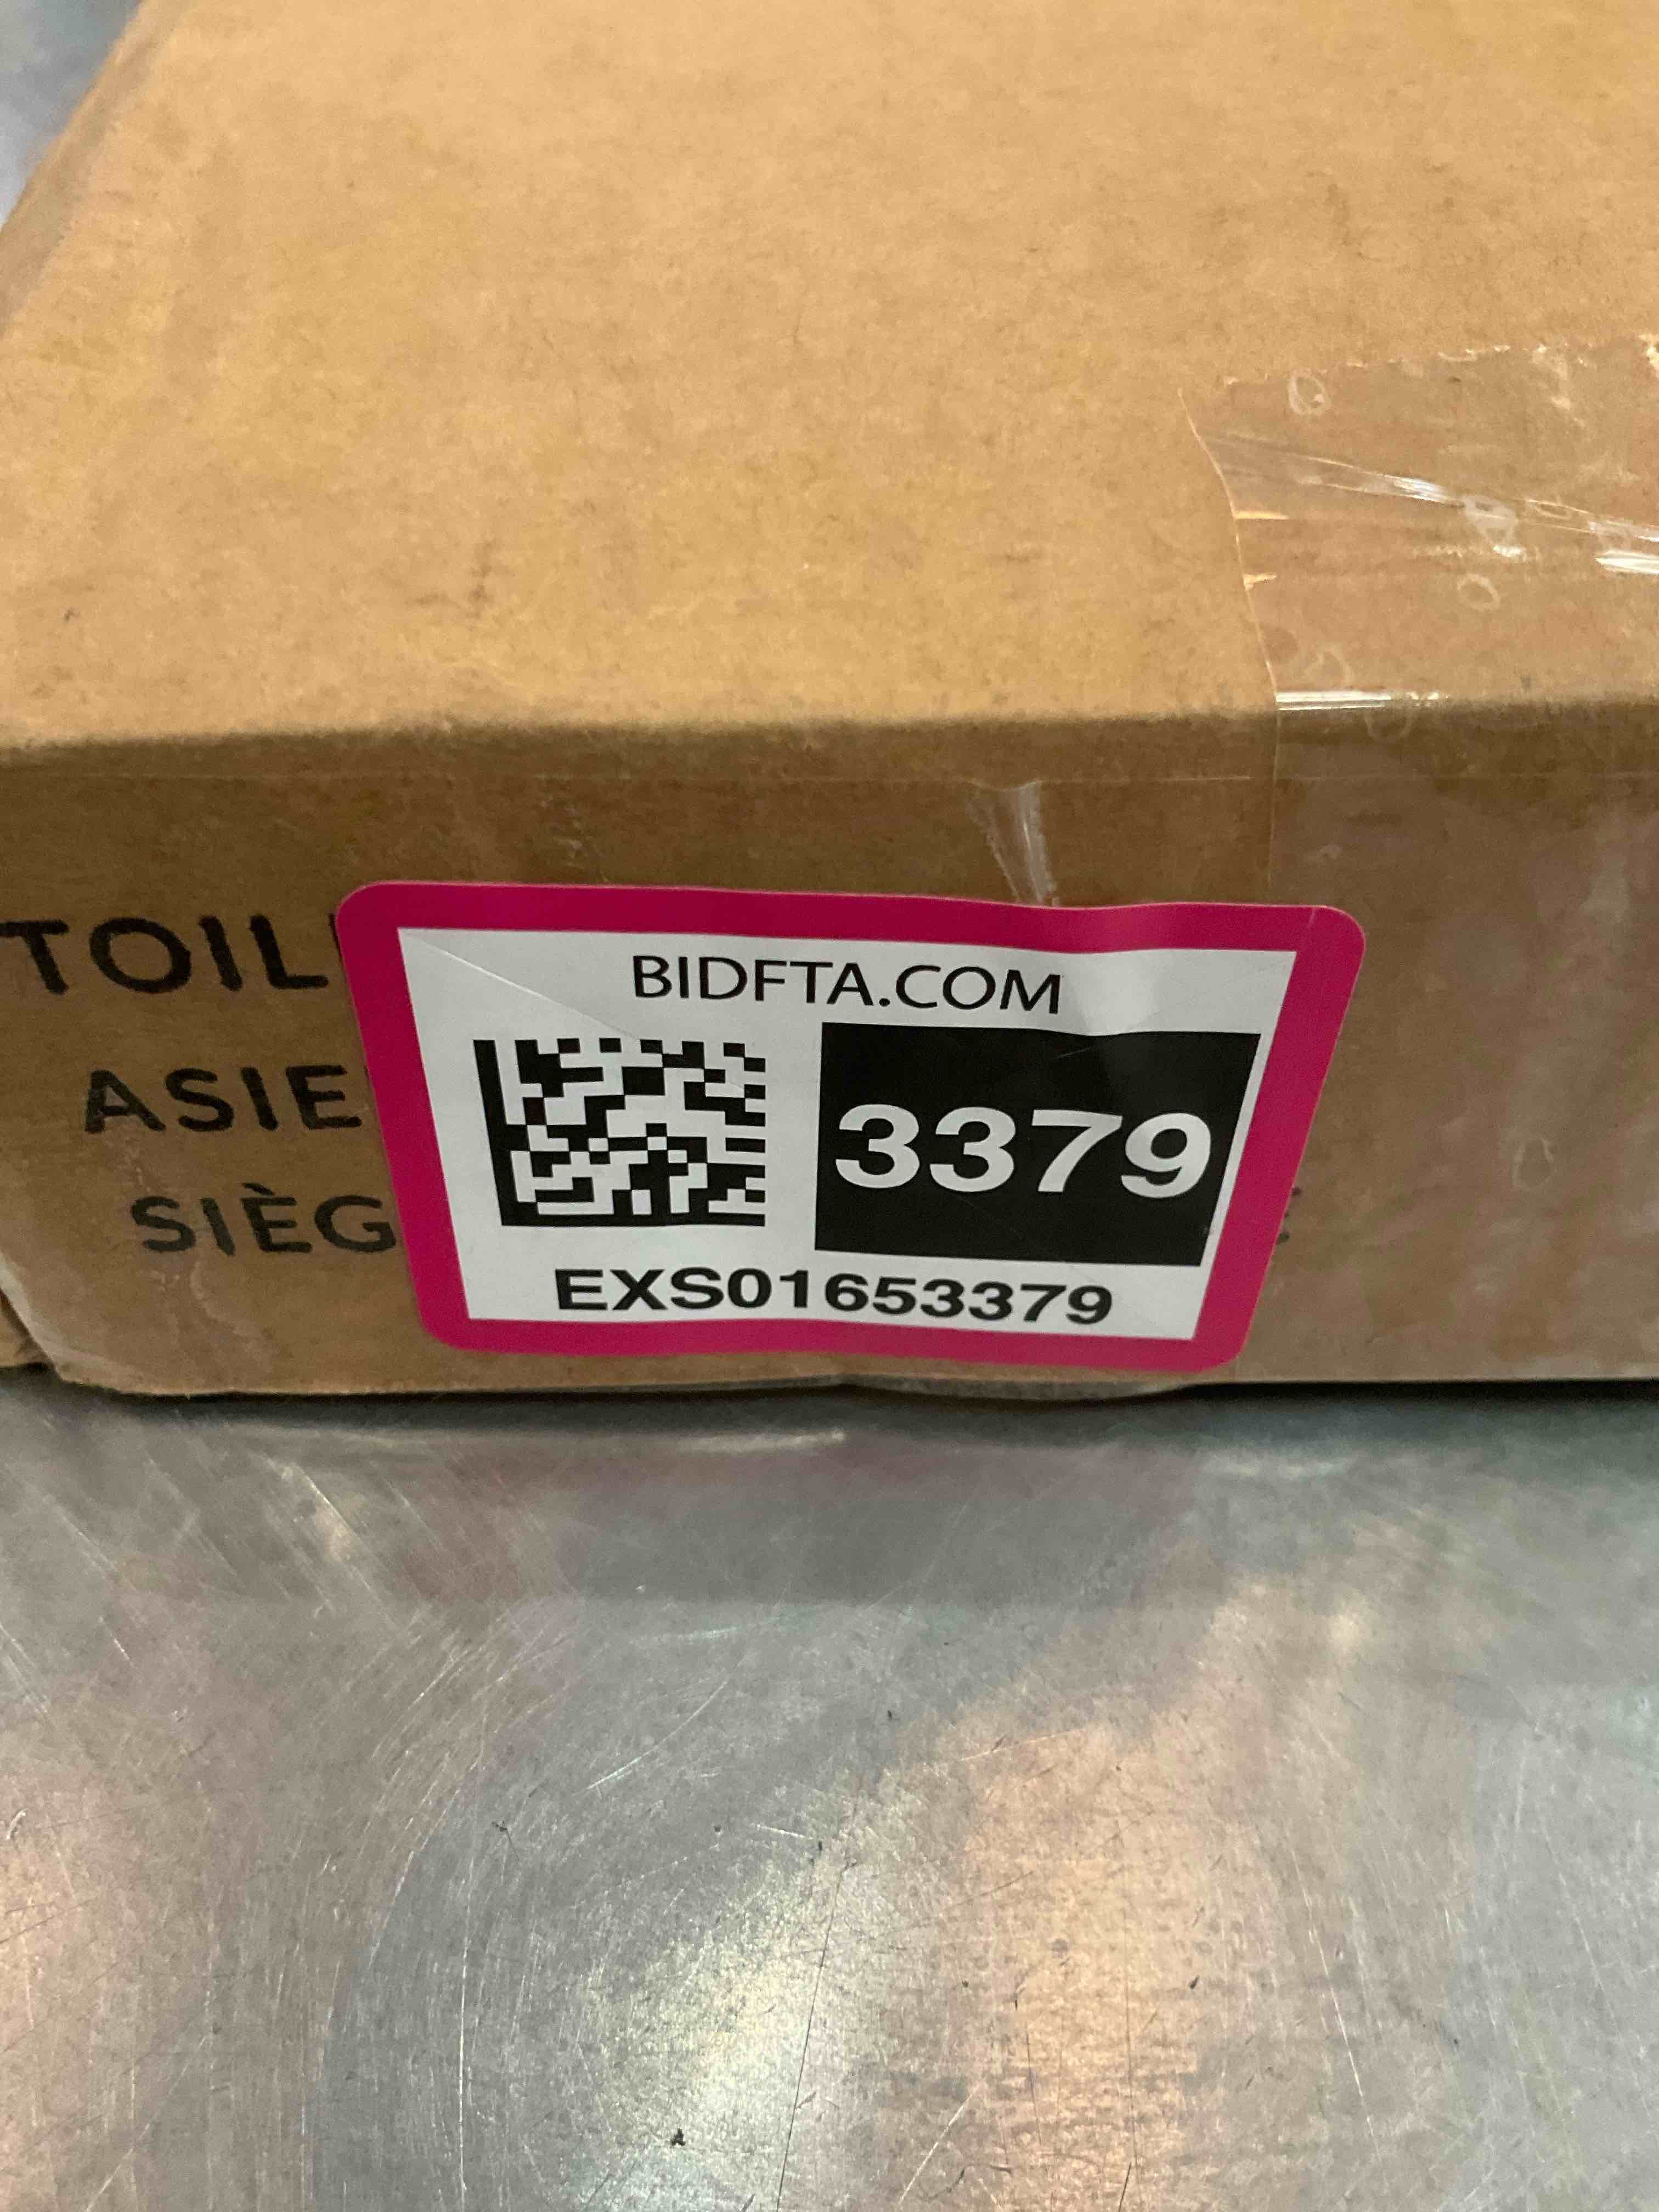 BIDFTA.COM
3379
EXS01653379
TOIL
ASIE
SIÈG